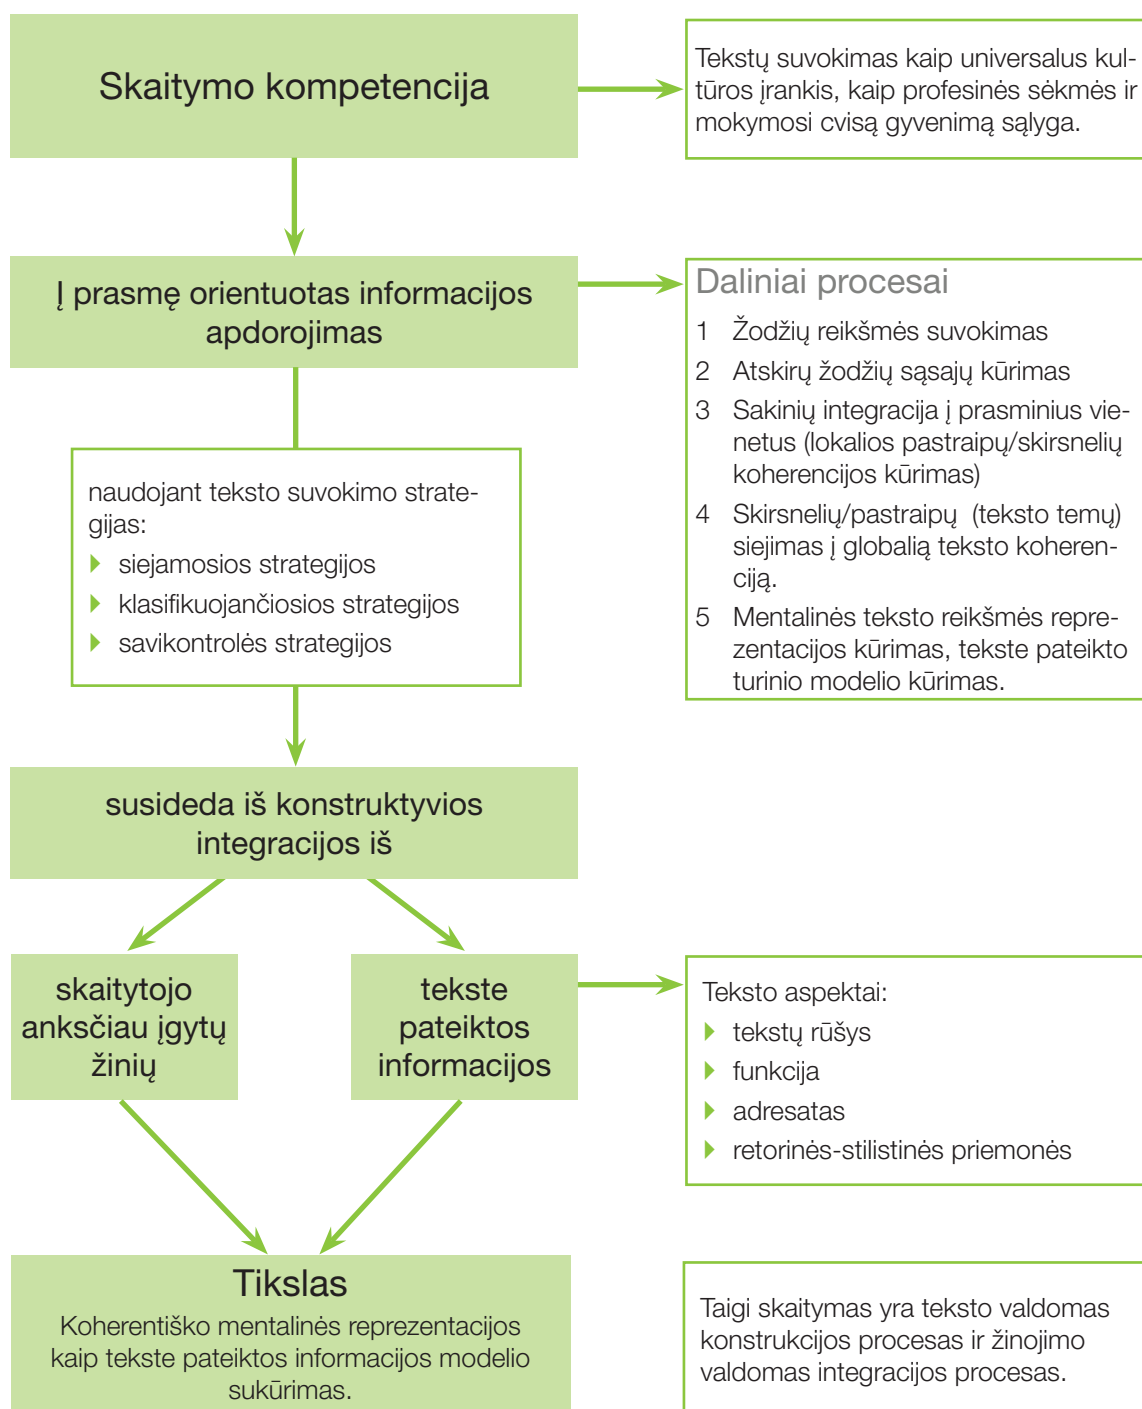 Skaitymo kompetencija
Tekstų suvokimas kaip universalus kul-
tūros įrankis, kaip profesinės sėkmės ir
mokymosi cvisą gyvenimą sąlyga.
Į prasmę orientuotas informacijos
apdorojimas
Daliniai procesai
1 Žodžių reikšmės suvokimas
2 Atskirų žodžių sąsajų kūrimas
3 Sakinių integracija į prasminius vie-
netus (lokalios pastraipų/skirsnelių
koherencijos kūrimas)
4 Skirsnelių/pastraipų (teksto temų)
siejimas į globalią teksto koheren-
ciją.
5 Mentalinės teksto reikšmės repre-
zentacijos kūrimas, tekste pateikto
turinio modelio kūrimas.
naudojant teksto suvokimo strate-
gijas:
siejamosios strategijos
klasifikuojančiosios strategijos
savikontrolės strategijos
susideda iš konstruktyvios
integracijos iš
skaitytojo
anksčiau įgytų
žinių
tekste
pateiktos
informacijos
Teksto aspektai:
tekstų rūšys
funkcija
adresatas
retorinės-stilistinės priemonės
Tikslas
Koherentiško mentalinės reprezentacijos
kaip tekste pateiktos informacijos modelio
sukūrimas.
Taigi skaitymas yra teksto valdomas
konstrukcijos procesas ir žinojimo
valdomas integracijos procesas.